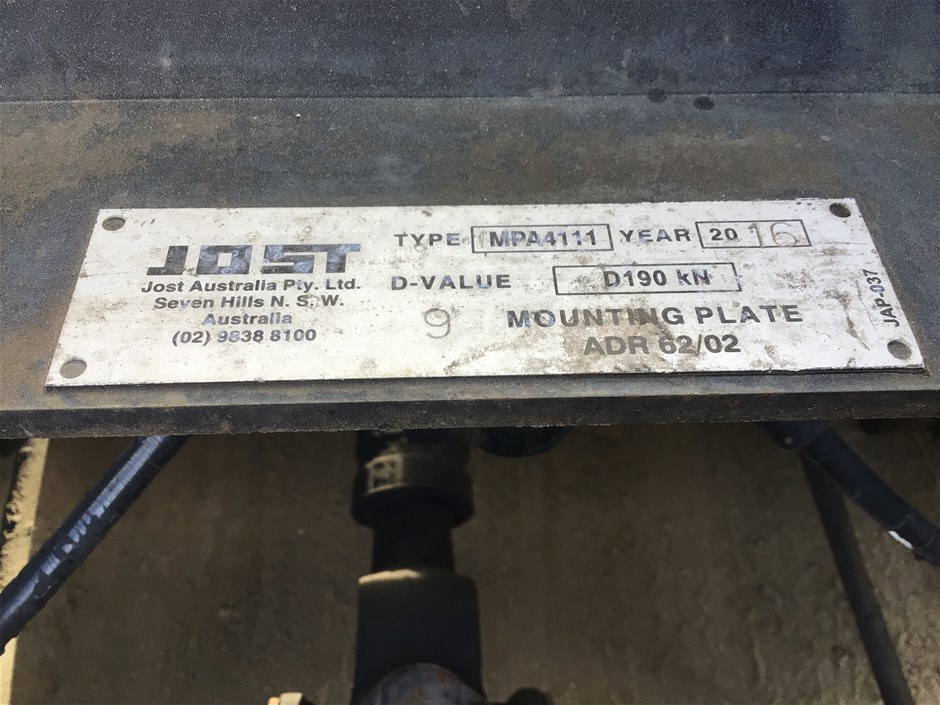 JOST
Jost Australia Pty. Ltd.
Seven Hills N. S. W.
Australia
(02) 9838 8100
TYPE MPA4111 YEAR 2016
D-VALUE D190 kN
9 MOUNTING PLATE
ADR 62/02
JAP-037